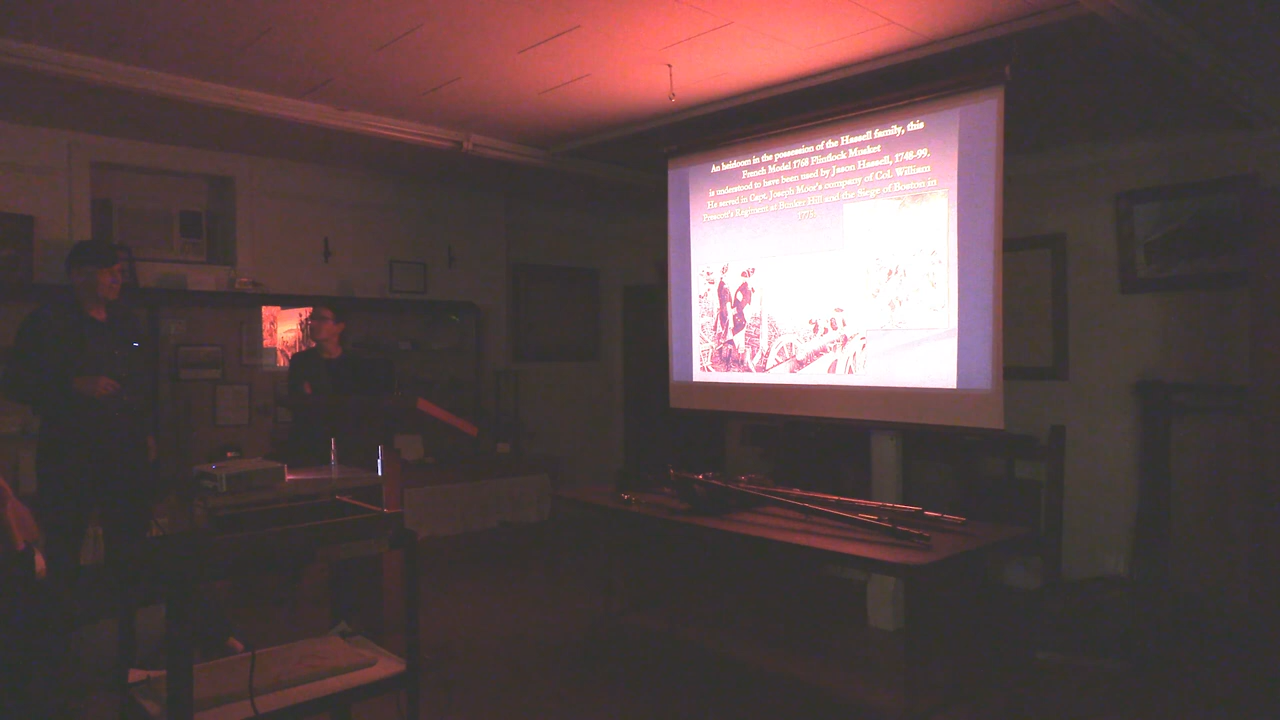 An heirloom in the possession of the Hassell family, this
French Model 1768 Flintlock Musket
is understood to have been used by Jason Hassell, 1748-99.
He served in Capt. Joseph Moor's company of Col. William
Prescott's Regiment at Bunker Hill and the Siege of Boston in
1775.